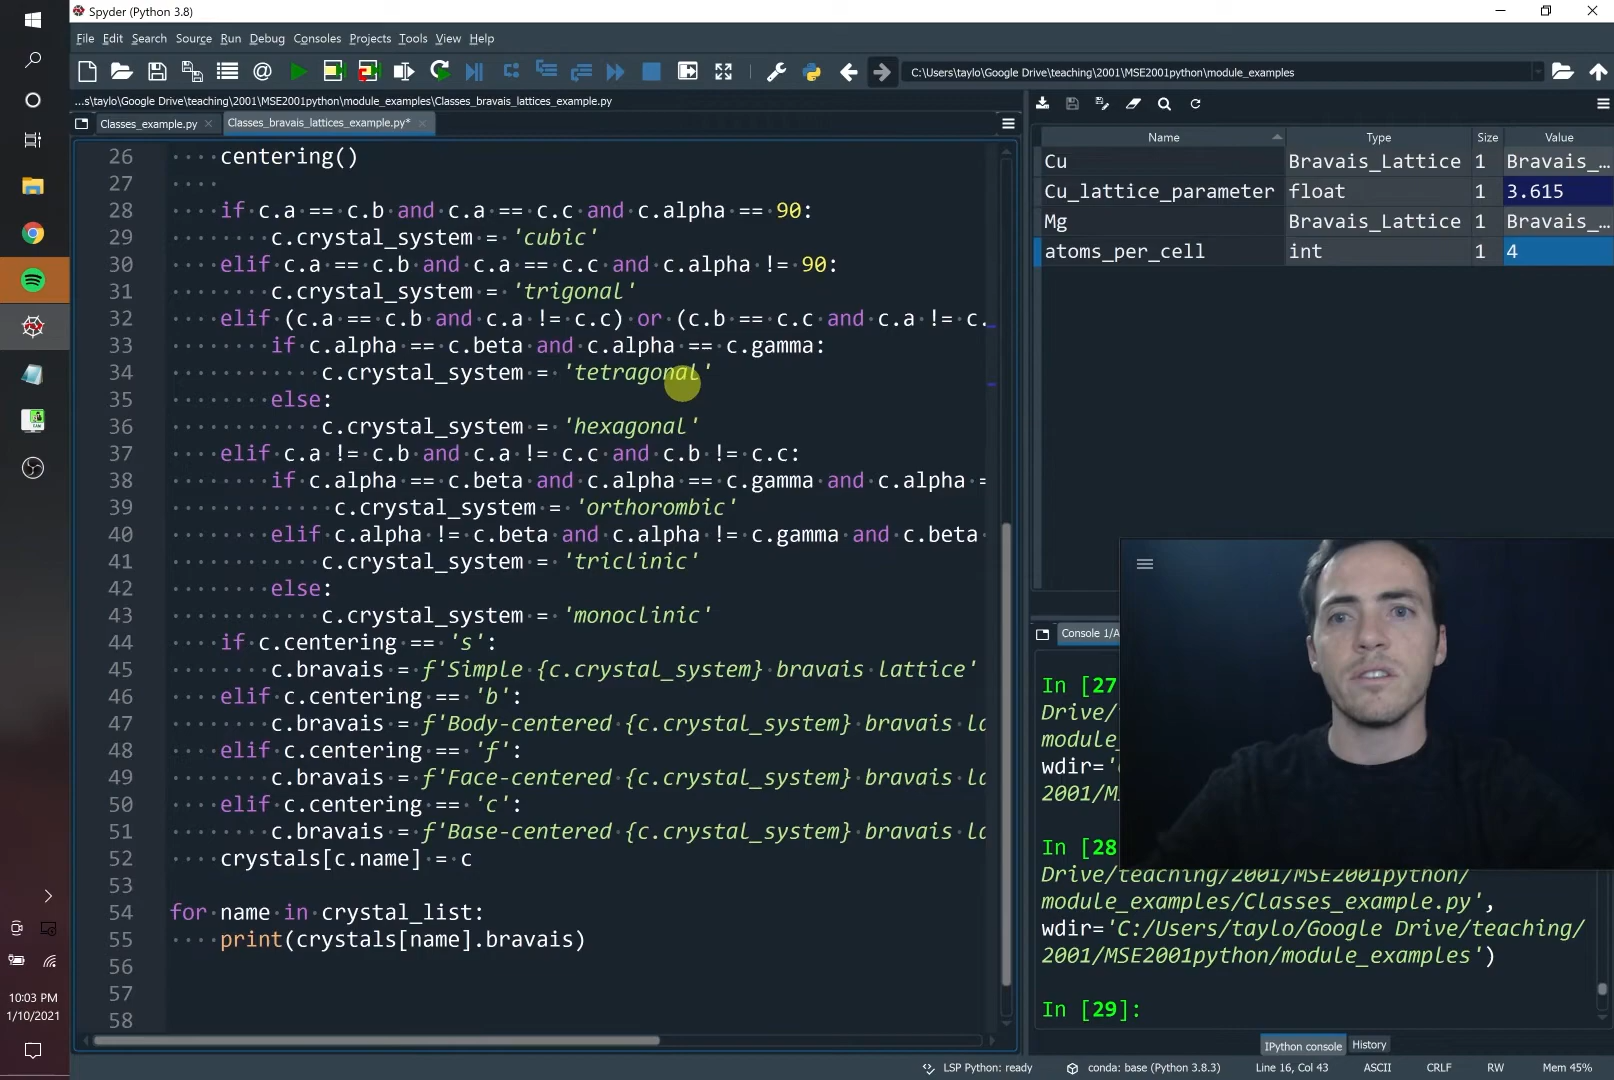 Spyder (Python 3.8)
File Edit Search Source Run Debug Consoles Projects Tools View Help
C:\Users\taylo\Google Drive\teaching\2001\MSE2001python\module_examples
...s\taylo\Google Drive\teaching\2001\MSE2001python\module_examples\Classes_bravais_lattices_example.py
Classes_example.py Classes_bravais_lattices_example.py*
26 centering()
27
28 if c.a == c.b and c.a == c.c and c.alpha == 90:
29 c.crystal_system = 'cubic'
30 elif c.a == c.b and c.a == c.c and c.alpha != 90:
31 c.crystal_system = 'trigonal'
32 elif (c.a == c.b and c.a != c.c) or (c.b == c.c and c.a != c.
33 if c.alpha == c.beta and c.alpha == c.gamma:
34 c.crystal_system = 'tetragonal'
35 else:
36 c.crystal_system = 'hexagonal'
37 elif c.a != c.b and c.a != c.c and c.b != c.c:
38 if c.alpha == c.beta and c.alpha == c.gamma and c.alpha =
39 c.crystal_system = 'orthorombic'
40 elif c.alpha != c.beta and c.alpha != c.gamma and c.beta
41 c.crystal_system = 'triclinic'
42 else:
43 c.crystal_system = 'monoclinic'
44 if c.centering == 's':
45 c.bravais = f'Simple {c.crystal_system} bravais lattice'
46 elif c.centering == 'b':
47 c.bravais = f'Body-centered {c.crystal_system} bravais la
48 elif c.centering == 'f':
49 c.bravais = f'Face-centered {c.crystal_system} bravais la
50 elif c.centering == 'c':
51 c.bravais = f'Base-centered {c.crystal_system} bravais la
52 crystals[c.name] = c
53
54 for name in crystal_list:
55 print(crystals[name].bravais)
56
57
58
Name Type Size Value
Cu Bravais_Lattice 1 Bravais_...
Cu_lattice_parameter float 1 3.615
Mg Bravais_Lattice 1 Bravais_...
atoms_per_cell int 1 4
Console 1/A
In [27
Drive/
module_
wdir='
2001/M
In [28
Drive/teaching/2001/MSE2001python/
module_examples/Classes_example.py',
wdir='C:/Users/taylo/Google Drive/teaching/
2001/MSE2001python/module_examples')
In [29]:
IPython console History
LSP Python: ready conda: base (Python 3.8.3) Line 16, Col 43 ASCII CRLF RW Mem 45%
10:03 PM
1/10/2021